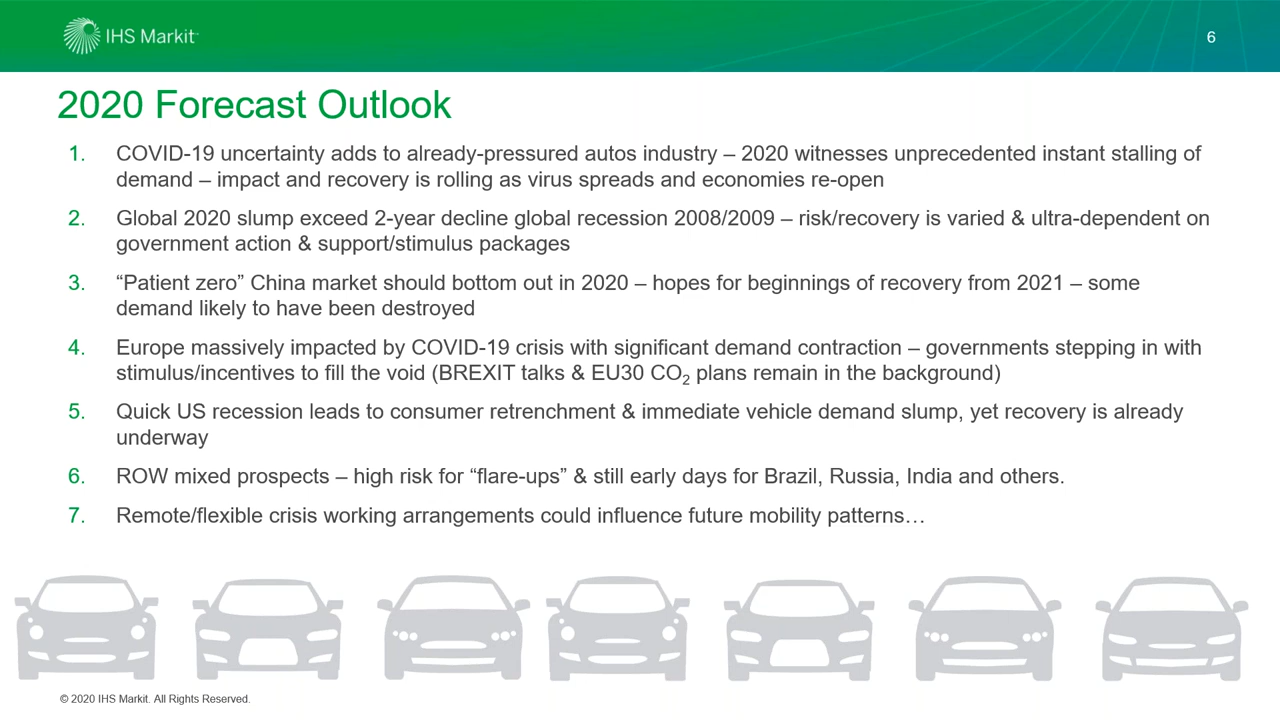 IHS Markit™
6
2020 Forecast Outlook
1. COVID-19 uncertainty adds to already-pressured autos industry – 2020 witnesses unprecedented instant stalling of
demand – impact and recovery is rolling as virus spreads and economies re-open
2. Global 2020 slump exceed 2-year decline global recession 2008/2009 – risk/recovery is varied & ultra-dependent on
government action & support/stimulus packages
3. “Patient zero” China market should bottom out in 2020 – hopes for beginnings of recovery from 2021 – some
demand likely to have been destroyed
4. Europe massively impacted by COVID-19 crisis with significant demand contraction – governments stepping in with
stimulus/incentives to fill the void (BREXIT talks & EU30 CO₂ plans remain in the background)
5. Quick US recession leads to consumer retrenchment & immediate vehicle demand slump, yet recovery is already
underway
6. ROW mixed prospects – high risk for “flare-ups” & still early days for Brazil, Russia, India and others.
7. Remote/flexible crisis working arrangements could influence future mobility patterns…
© 2020 IHS Markit. All Rights Reserved.